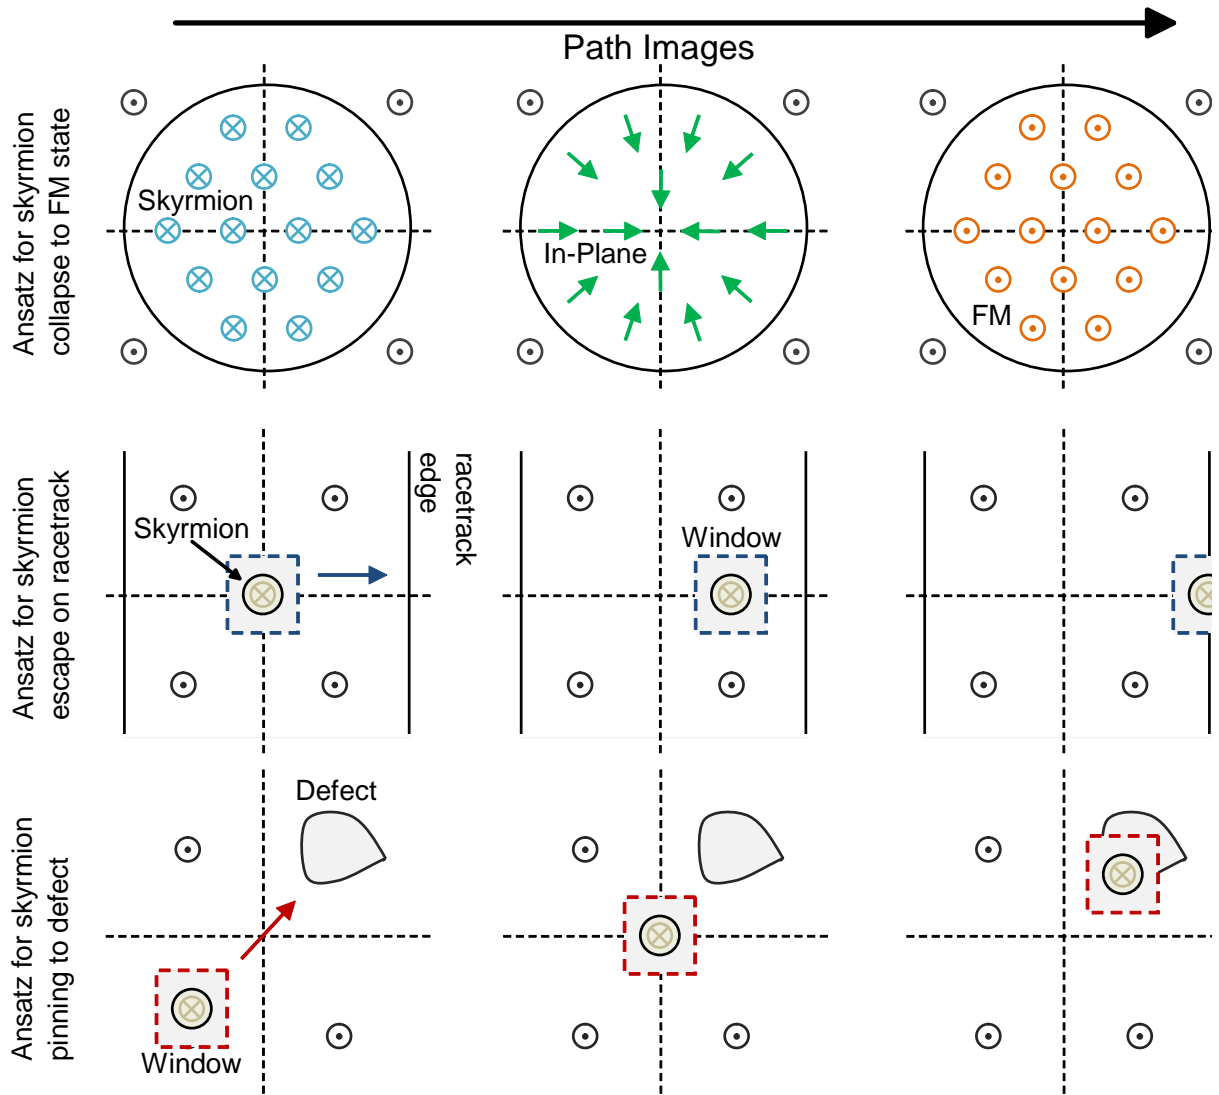 Path Images
Ansatz for skyrmion
collapse to FM state
Skyrmion
In-Plane
FM
Ansatz for skyrmion
escape on racetrack
Skyrmion
racetrack
edge
Window
Ansatz for skyrmion
pinning to defect
Defect
Window